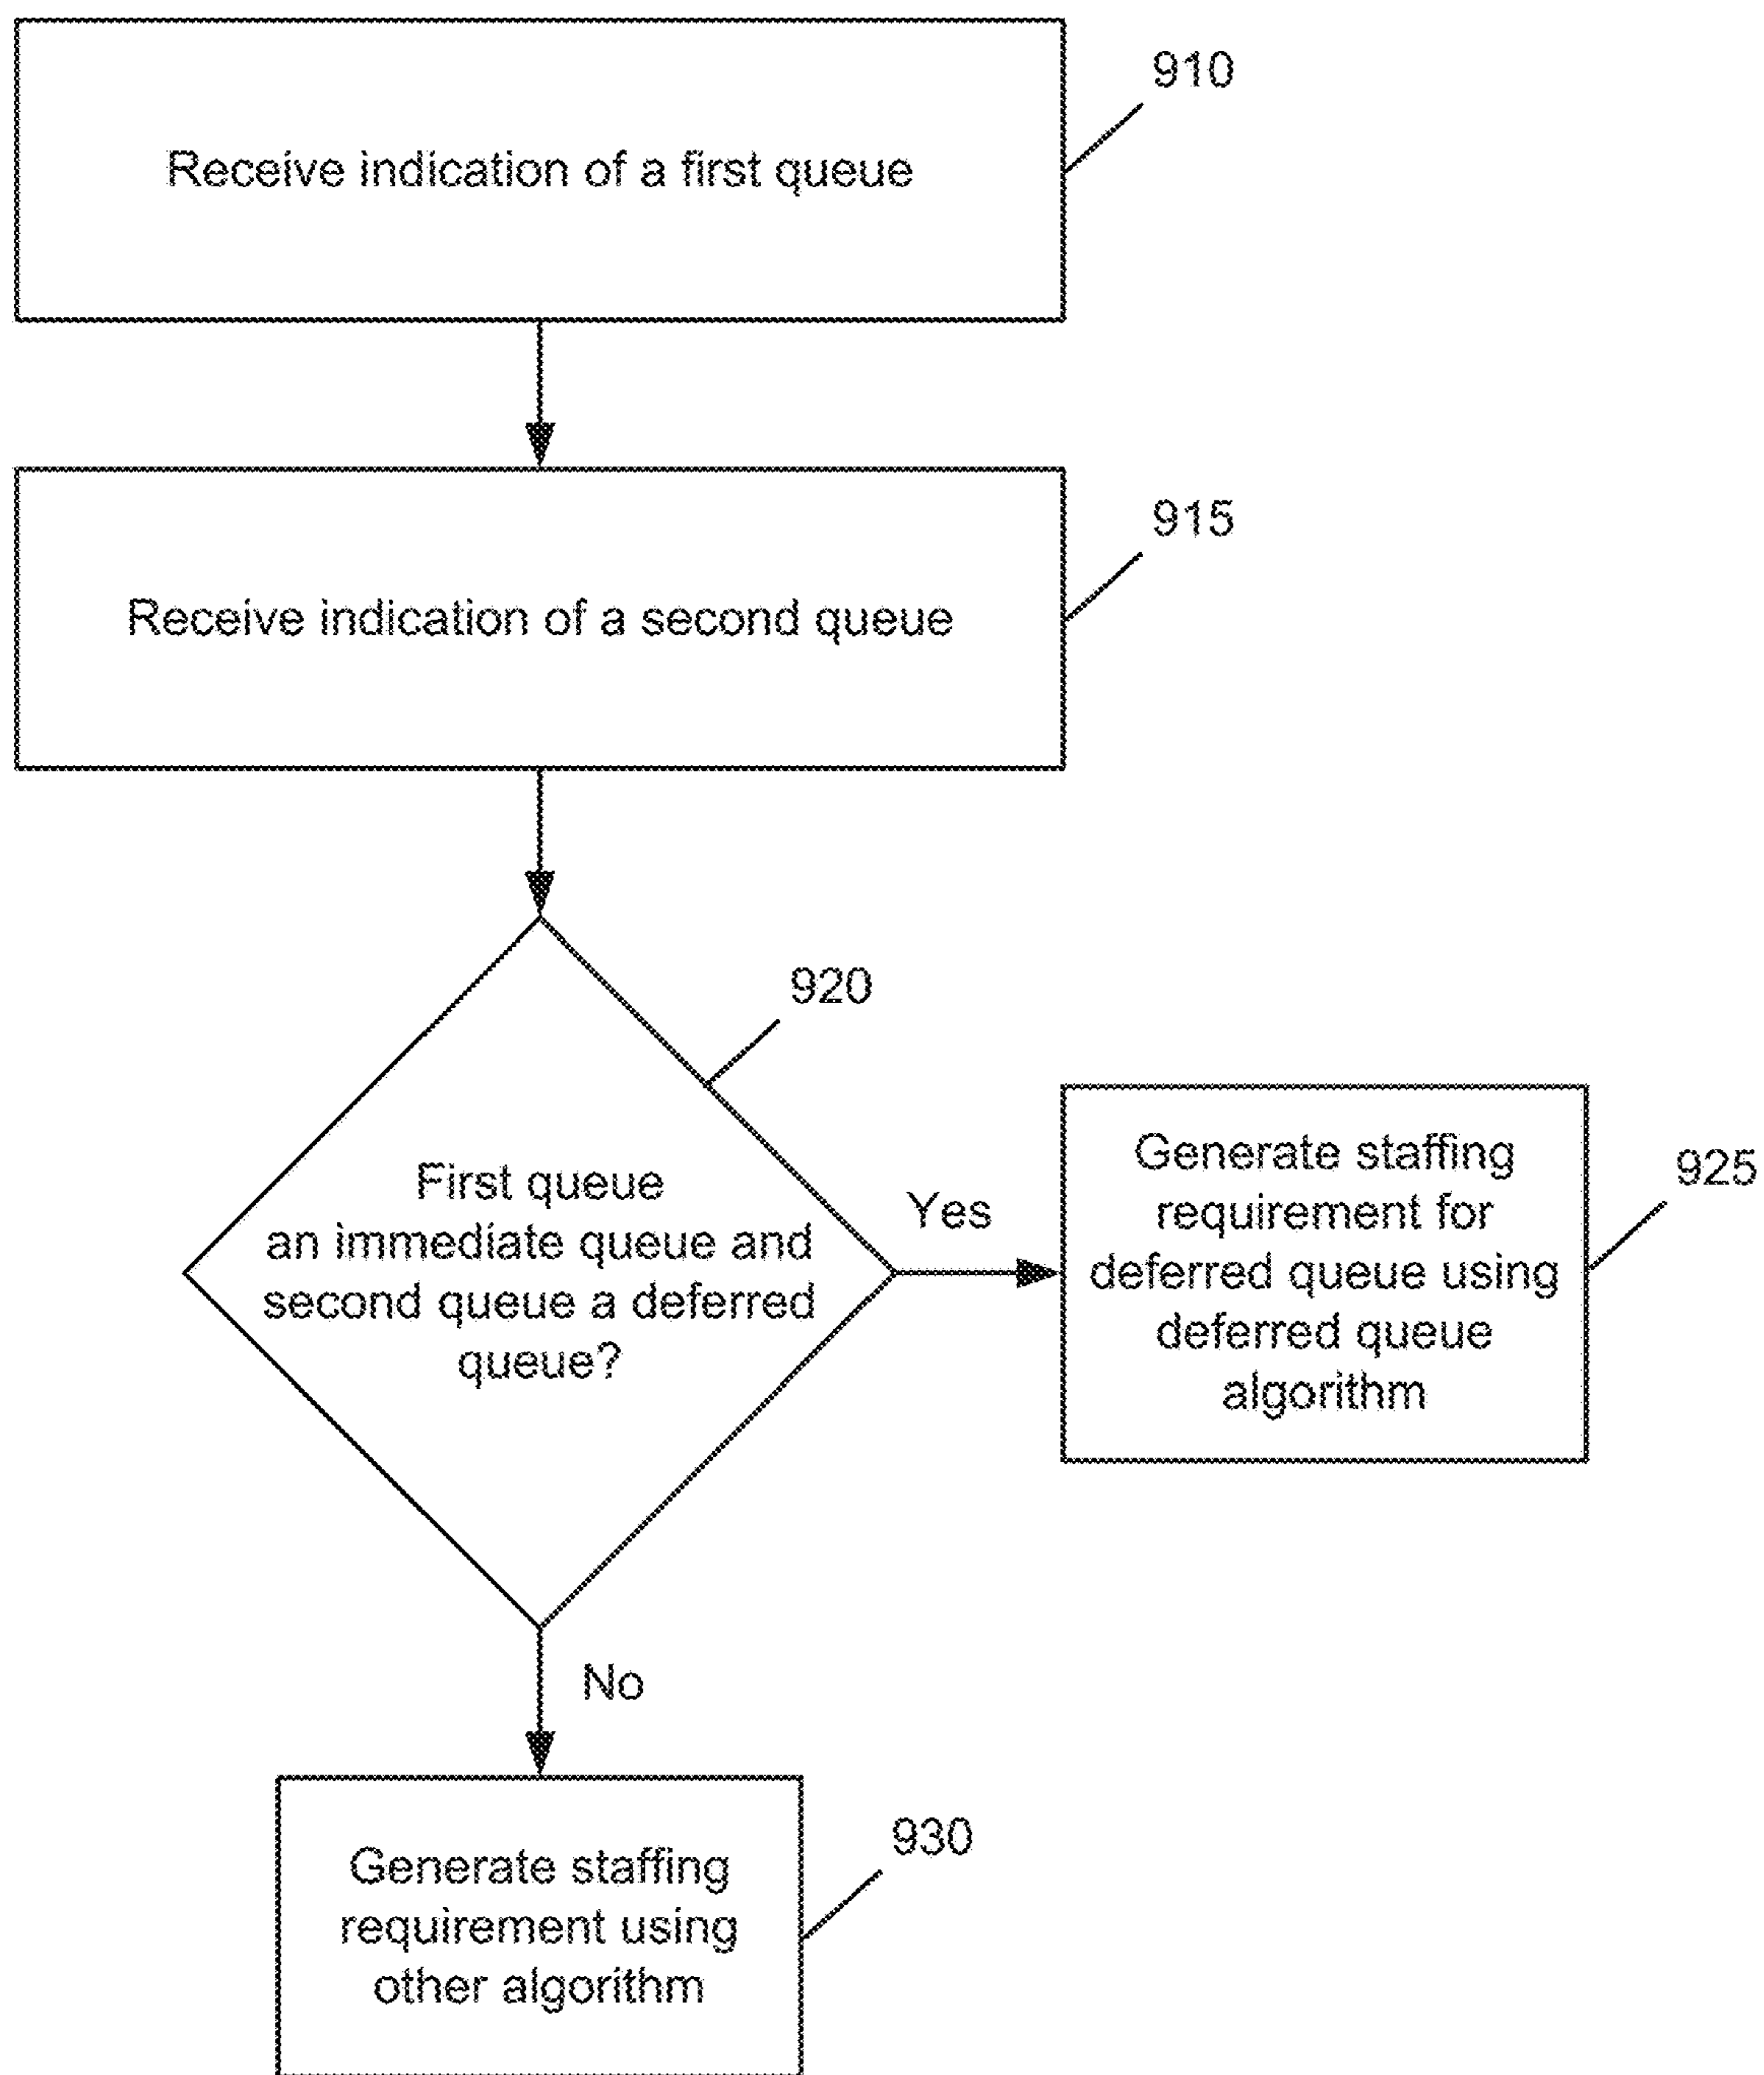 910
Receive indication of a first queue
915
Receive indication of a second queue
920
First queue
an immediate queue and
second queue a deferred
queue?
Yes
Generate staffing
requirement for
deferred queue using
deferred queue
algorithm
925
No
930
Generate staffing
requirement using
other algorithm